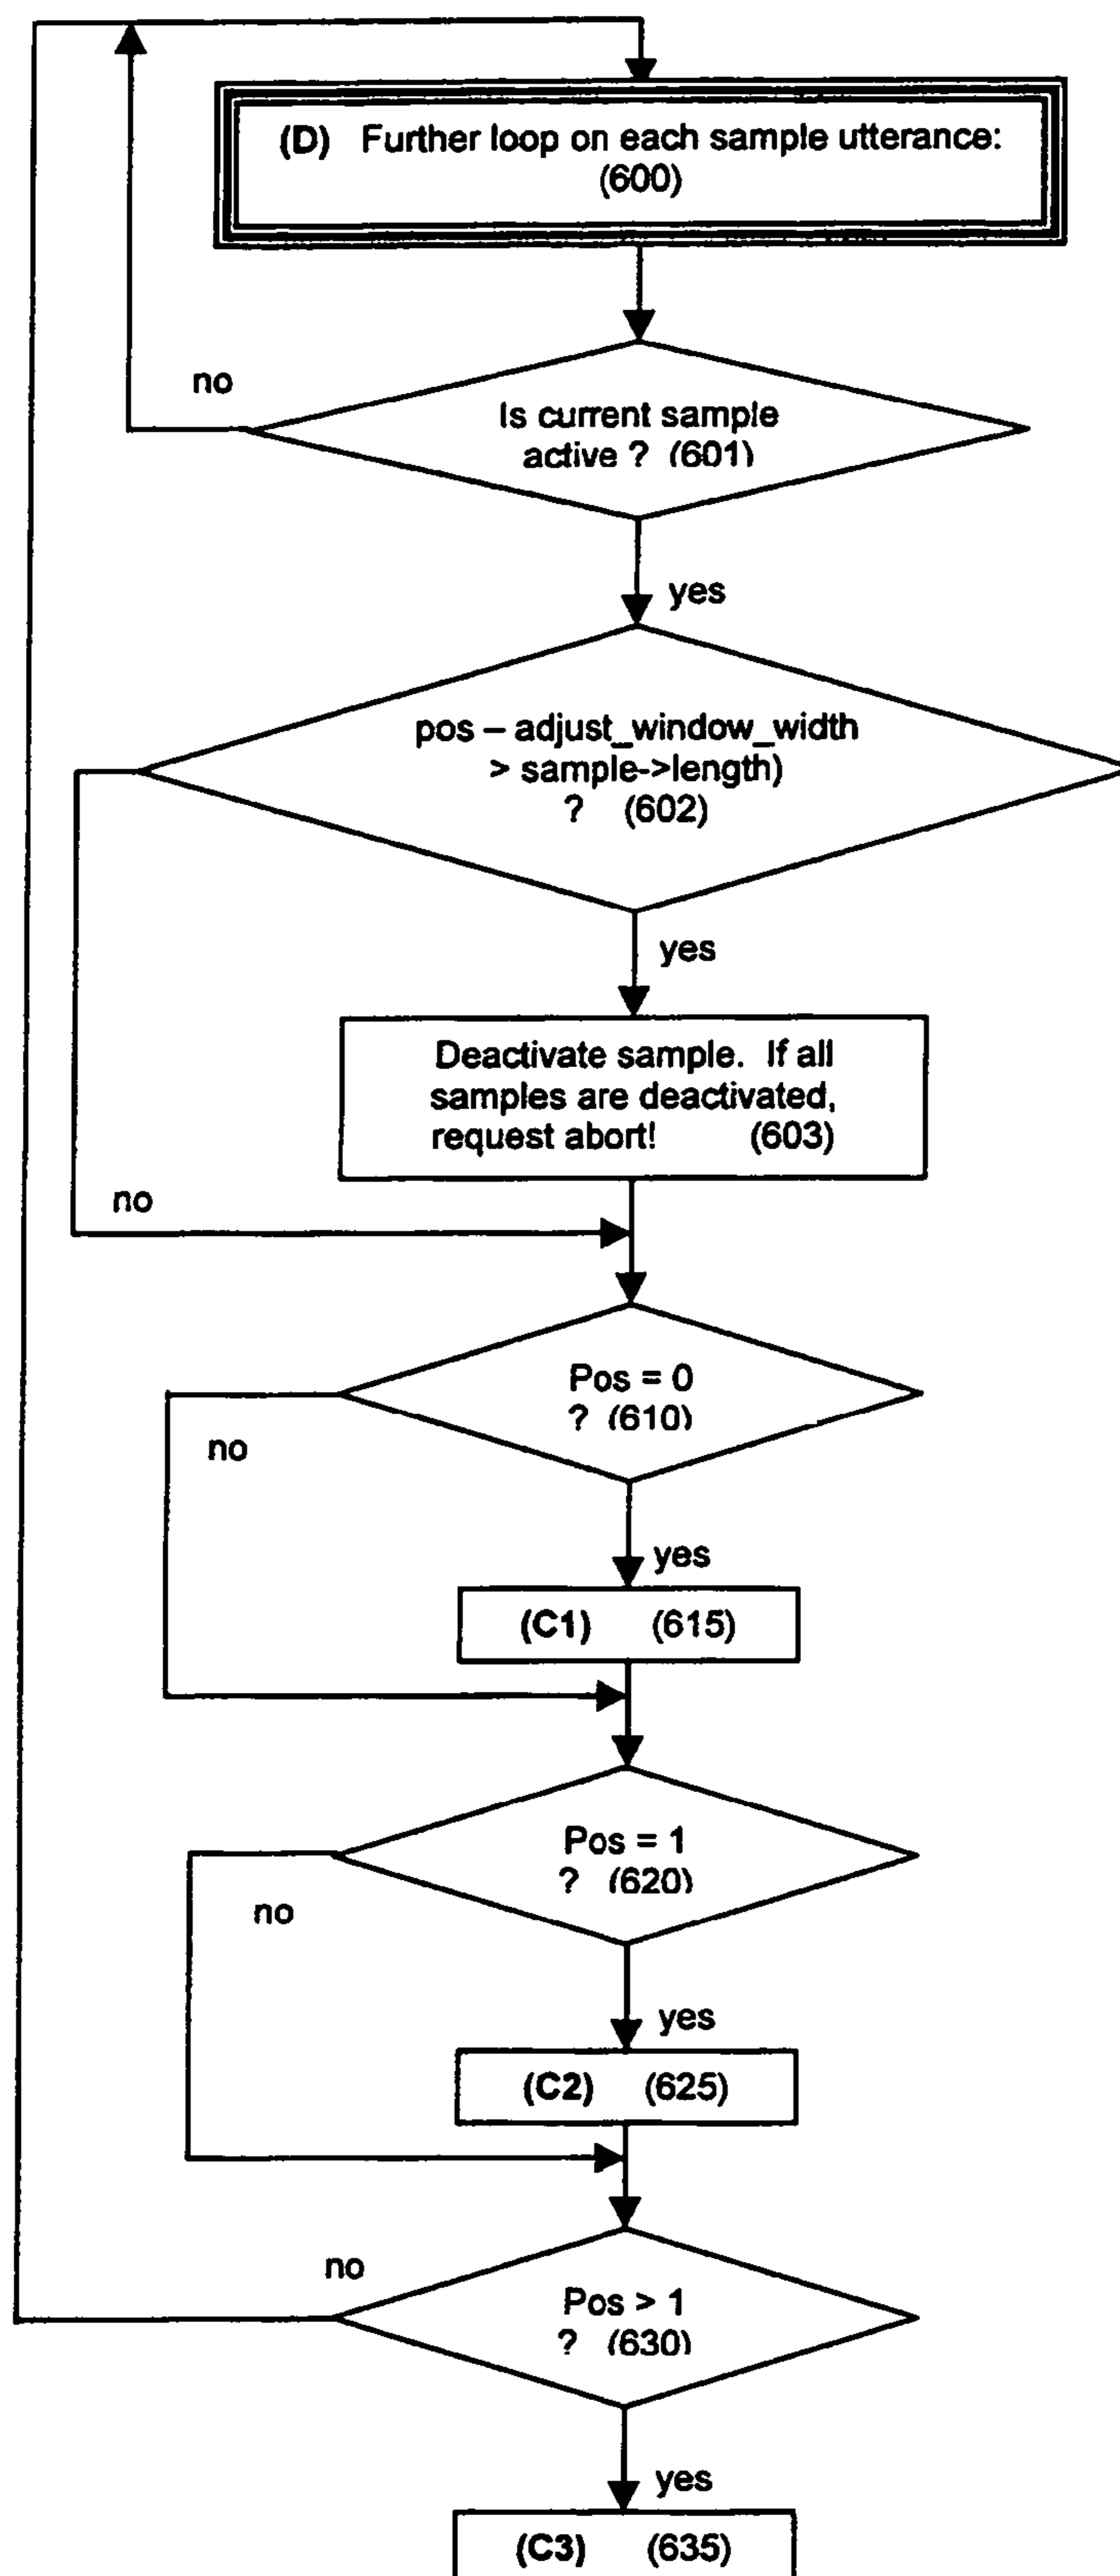 (D) Further loop on each sample utterance:
(600)
no
Is current sample
active ? (601)
yes
pos – adjust_window_width
> sample->length)
? (602)
yes
Deactivate sample. If all
samples are deactivated,
request abort! (603)
no
Pos = 0
? (610)
no
yes
(C1) (615)
Pos = 1
? (620)
no
yes
(C2) (625)
no
Pos > 1
? (630)
yes
(C3) (635)